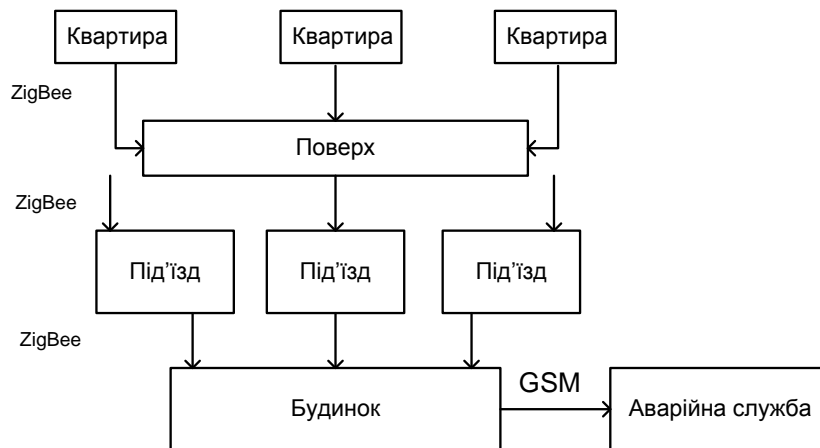 Квартира
Квартира
Квартира
ZigBee
Поверх
ZigBee
Під’їзд
Під’їзд
Під’їзд
ZigBee
GSM
Будинок
Аварійна служба